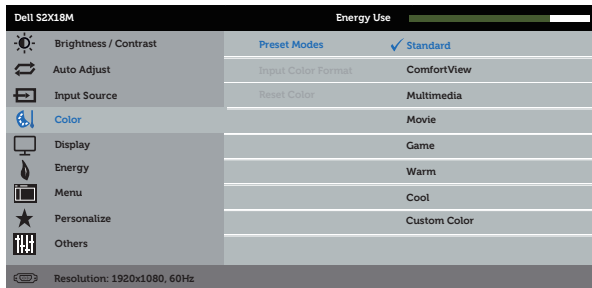 Dell S2X18M Energy Use
Brightness / Contrast Preset Modes Standard
Auto Adjust Input Color Format ComfortView
Input Source Reset Color Multimedia
Color Movie
Display Game
Energy Warm
Menu Cool
Personalize Custom Color
Others
Resolution: 1920x1080, 60Hz